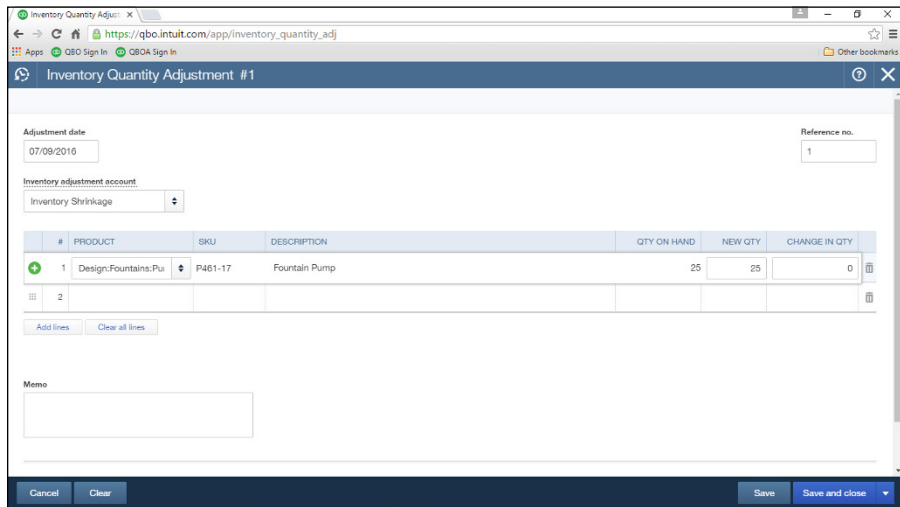 Inventory Quantity Adjust
https://qbo.intuit.com/app/inventory_quantity_adj
Apps QBO Sign In QBOA Sign In Other bookmarks
Inventory Quantity Adjustment #1
Adjustment date Reference no.
07/09/2016 1
Inventory adjustment account
Inventory Shrinkage
# PRODUCT SKU DESCRIPTION QTY ON HAND NEW QTY CHANGE IN QTY
1 Design:Fountains:Pu P461-17 Fountain Pump 25 25 0
2
Add lines Clear all lines
Memo
Cancel Clear Save Save and close